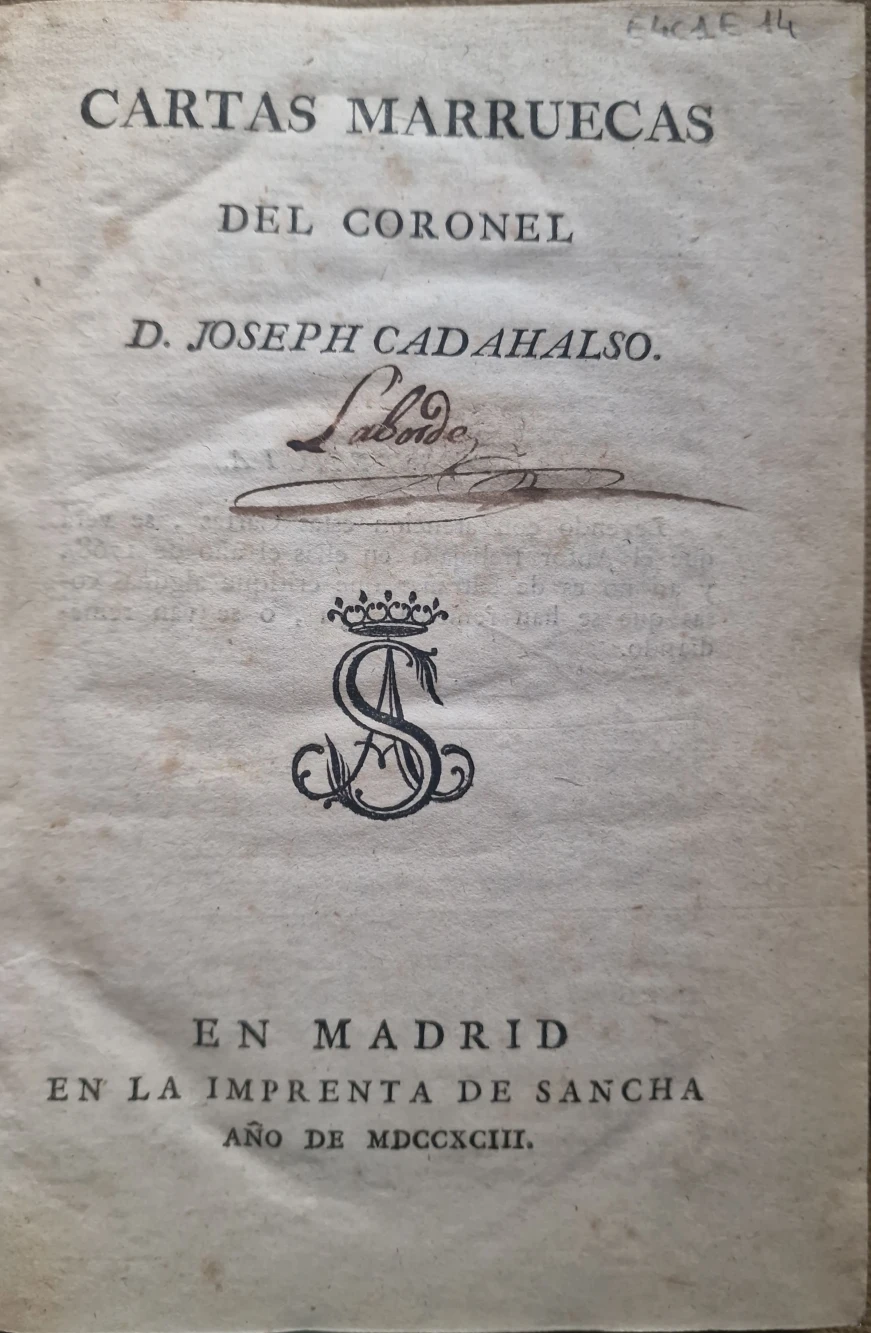 E4C1E 14
CARTAS MARRUECAS
DEL CORONEL
D. JOSEPH CADAHALSO.
Laborde
EN MADRID
EN LA IMPRENTA DE SANCHA
AÑO DE MDCCXCIII.